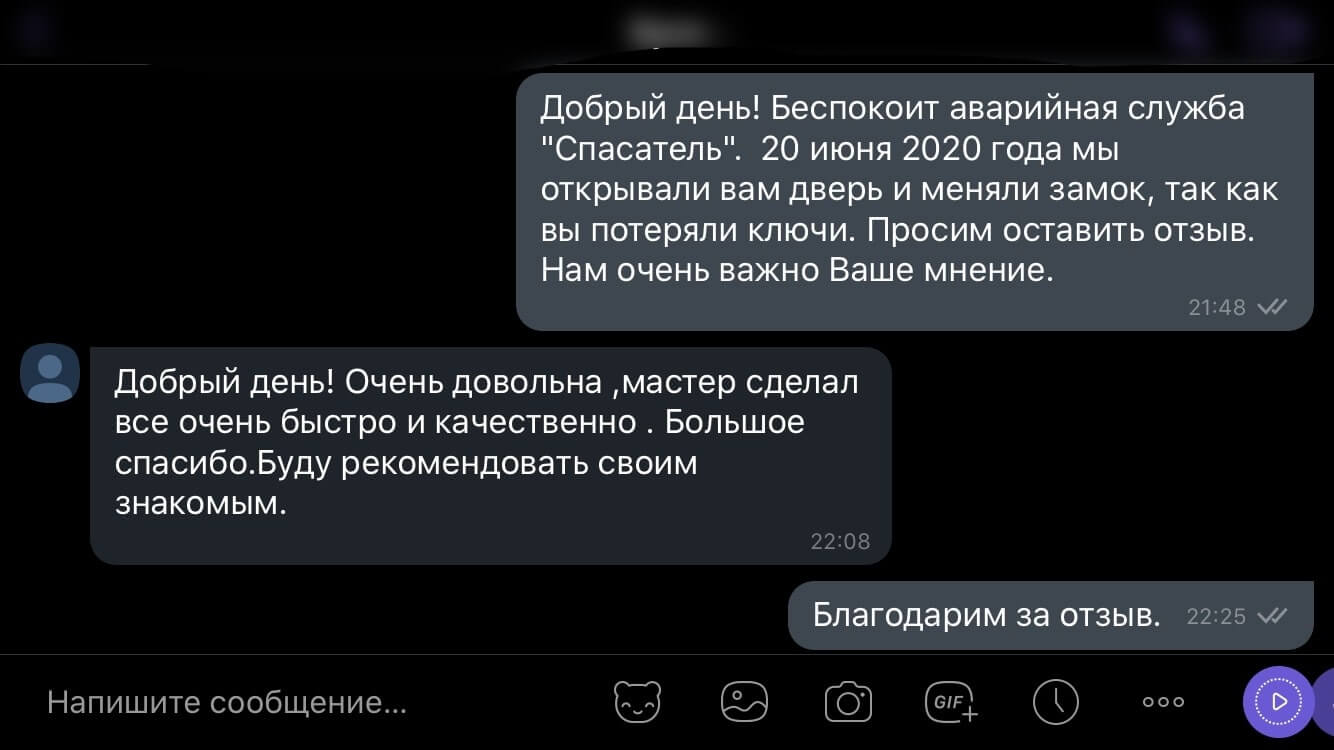 Добрый день! Беспокоит аварийная служба
"Спасатель".  20 июня 2020 года мы
открывали вам дверь и меняли замок, так как
вы потеряли ключи. Просим оставить отзыв.
Нам очень важно Ваше мнение.
21:48
Добрый день! Очень довольна ,мастер сделал
все очень быстро и качественно . Большое
спасибо.Буду рекомендовать своим
знакомым.
22:08
Благодарим за отзыв. 22:25
Напишите сообщение...
GIF